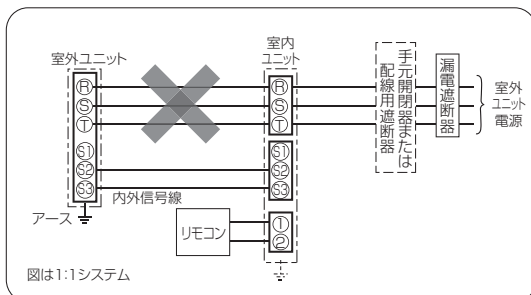 室外ユニット
R
S
T
S1
S2
S3
アース
内外信号線
室内
ユニット
R
S
T
S1
S2
S3
リモコン
1
2
手元開閉器または
配線用遮断器
漏電遮断器
室外
ユニット
電源
図は1:1システム